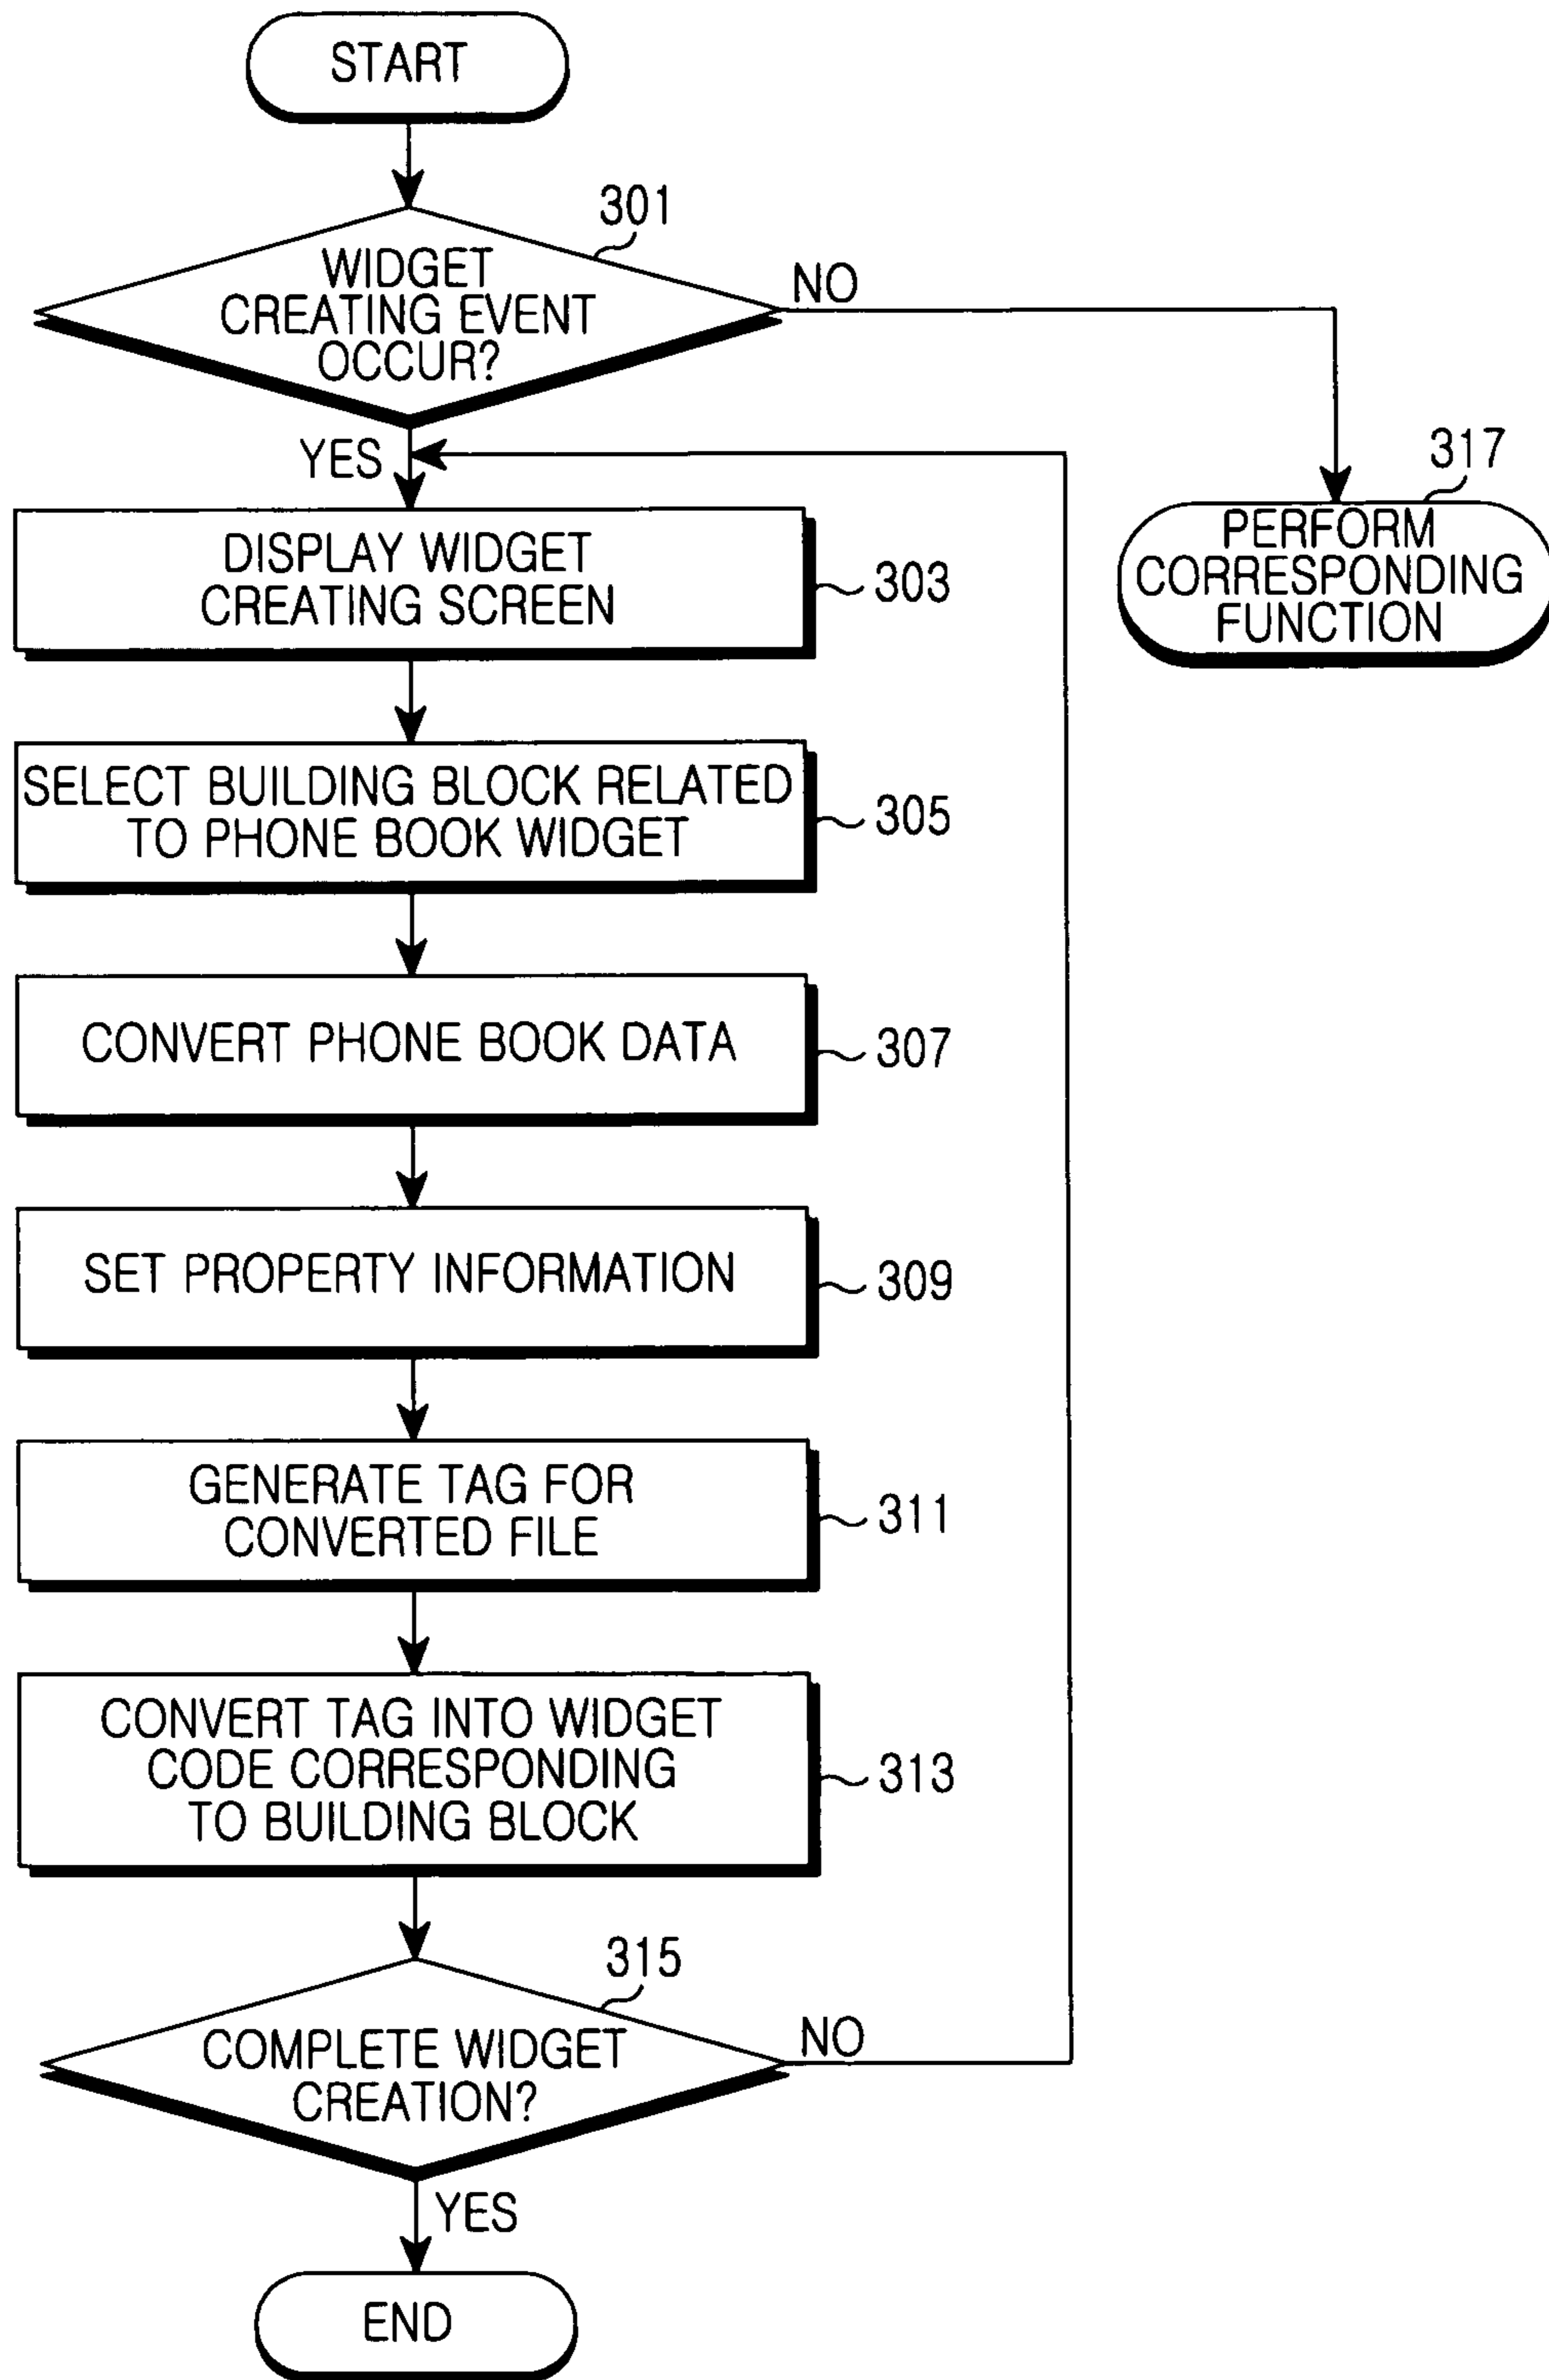 START
301
WIDGET
CREATING EVENT
OCCUR?
NO
YES
317
PERFORM
CORRESPONDING
FUNCTION
DISPLAY WIDGET
CREATING SCREEN
303
SELECT BUILDING BLOCK RELATED
TO PHONE BOOK WIDGET
305
CONVERT PHONE BOOK DATA
307
SET PROPERTY INFORMATION
309
GENERATE TAG FOR
CONVERTED FILE
311
CONVERT TAG INTO WIDGET
CODE CORRESPONDING
TO BUILDING BLOCK
313
315
COMPLETE WIDGET
CREATION?
NO
YES
END